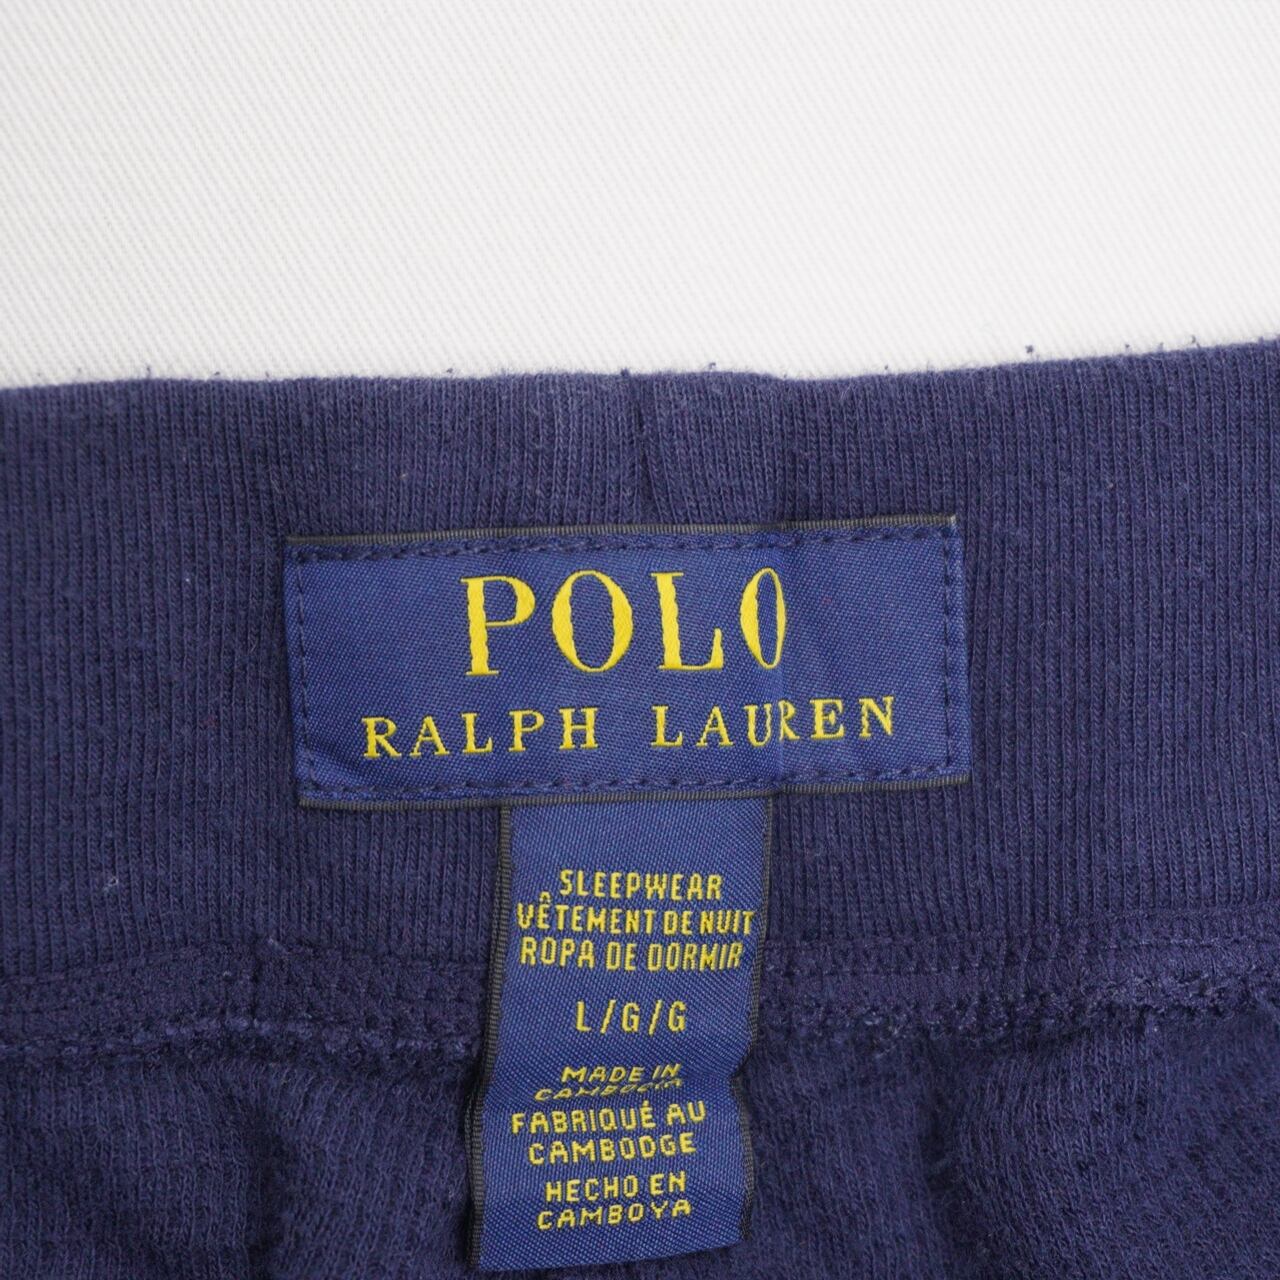 POLO
RALPH LAUREN
SLEEPWEAR
VÊTEMENT DE NUIT
ROPA DE DORMIR
L/G/G
MADE IN
CAMBODIA
FABRIQUÉ AU
CAMBODGE
HECHO EN
CAMBOYA